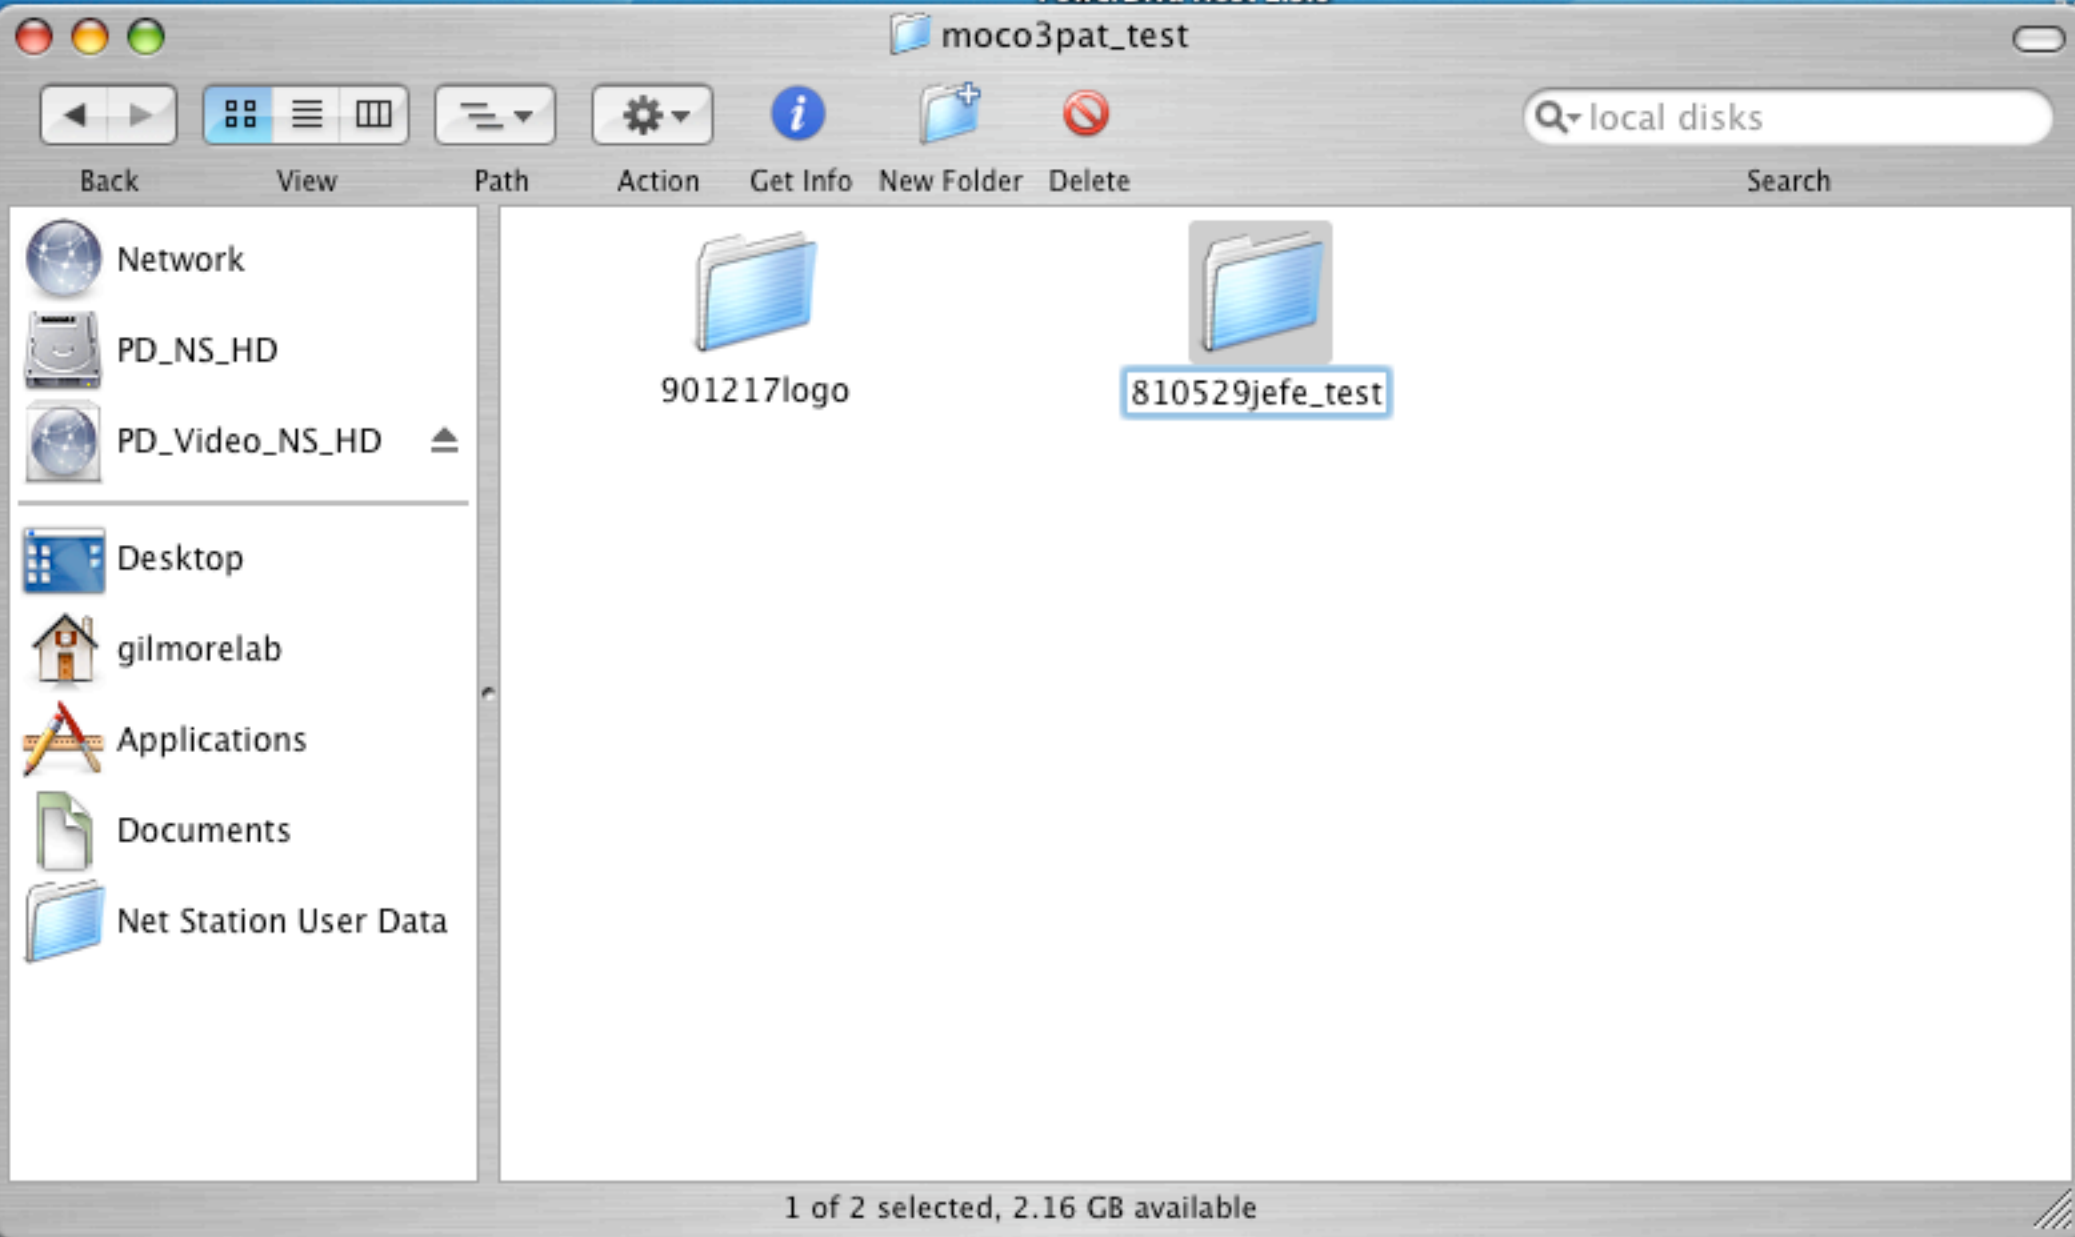 moco3pat_test
local disks
Back View Path Action Get Info New Folder Delete Search
Network
PD_NS_HD
PD_Video_NS_HD
Desktop
gilmorelab
Applications
Documents
Net Station User Data
901217logo
810529jefe_test
1 of 2 selected, 2.16 GB available